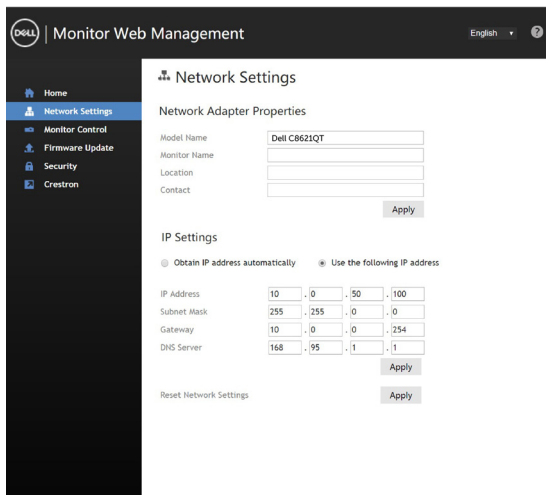 DELL | Monitor Web Management
English
?
Home
Network Settings
Monitor Control
Firmware Update
Security
Crestron
Network Settings
Network Adapter Properties
Model Name Dell C8621QT
Monitor Name
Location
Contact
Apply
IP Settings
Obtain IP address automatically Use the following IP address
IP Address 10 . 0 . 50 . 100
Subnet Mask 255 . 255 . 0 . 0
Gateway 10 . 0 . 0 . 254
DNS Server 168 . 95 . 1 . 1
Apply
Reset Network Settings Apply